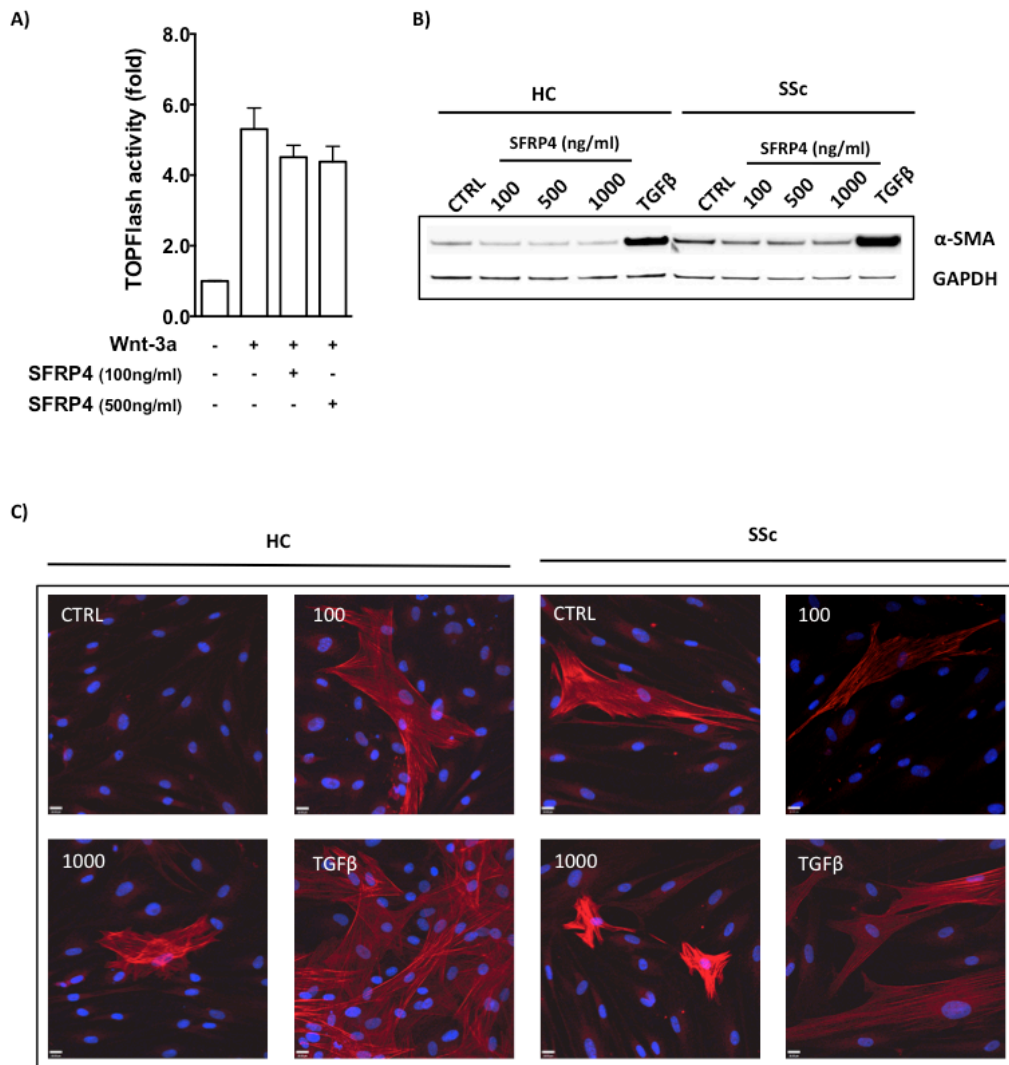 A)
TOPFlash activity (fold)
8.0
6.0
4.0
2.0
0.0
Wnt-3a - + + +
SFRP4 (100ng/ml) - - + -
SFRP4 (500ng/ml) - - - +
B)
HC SSc
SFRP4 (ng/ml) SFRP4 (ng/ml)
CTRL 100 500 1000 TGFβ CTRL 100 500 1000 TGFβ
α-SMA
GAPDH
C)
HC SSc
CTRL 100 CTRL 100
1000 TGFβ 1000 TGFβ